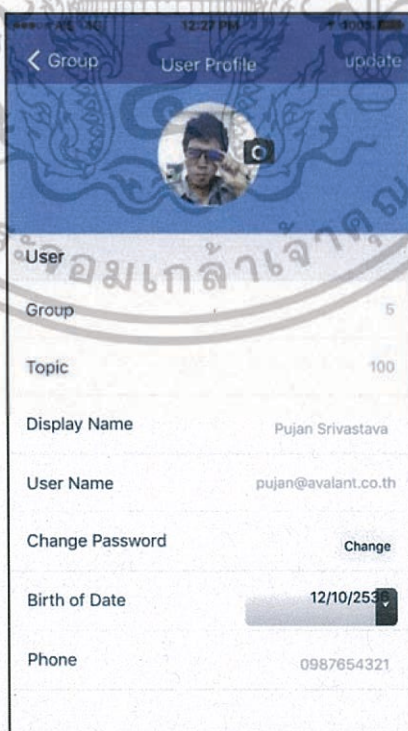 12:27 PM 100%
Group User Profile update
User
Group 5
Topic 100
Display Name Pujan Srivastava
User Name pujan@avalant.co.th
Change Password Change
Birth of Date 12/10/2536
Phone 0987654321